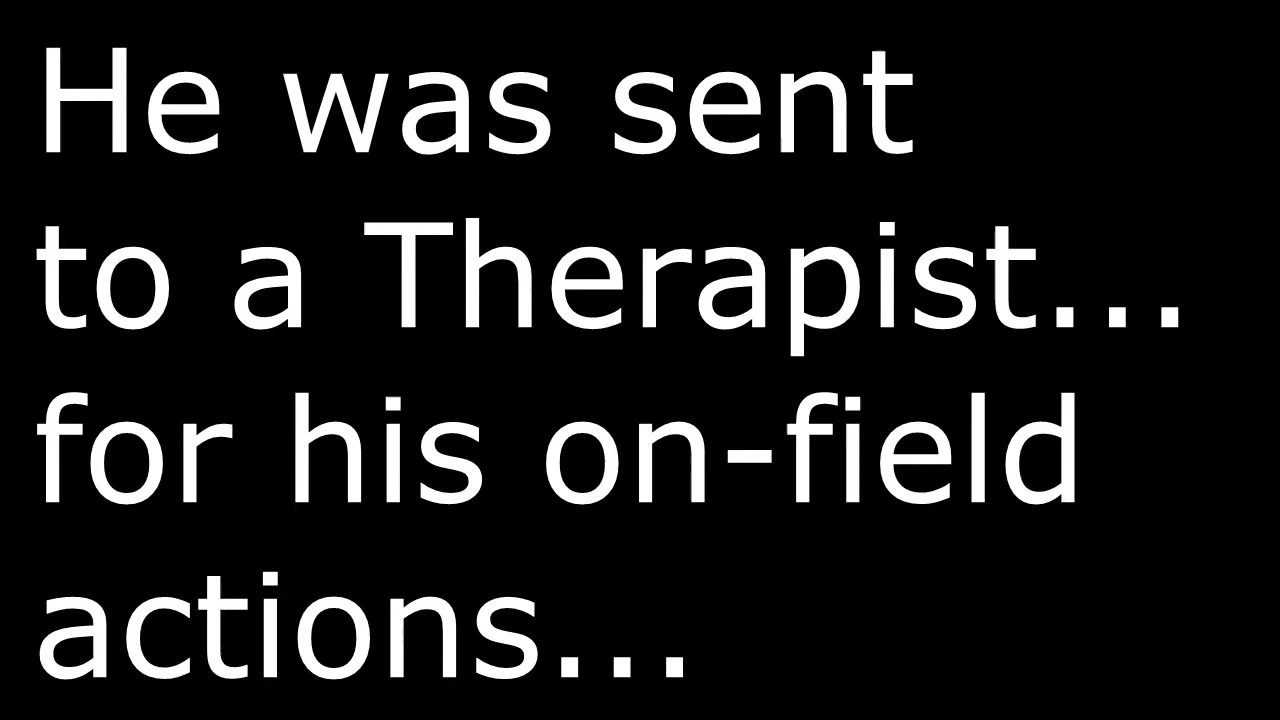 He was sent
to a Therapist...
for his on-field
actions...